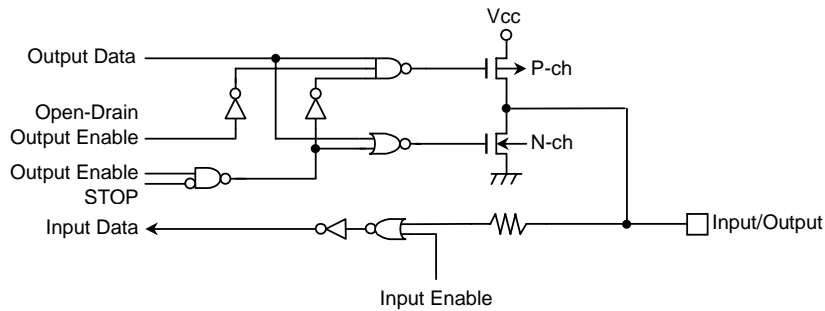 Vcc
Output Data
P-ch
Open-Drain
Output Enable
N-ch
Output Enable
STOP
Input Data
Input/Output
Input Enable